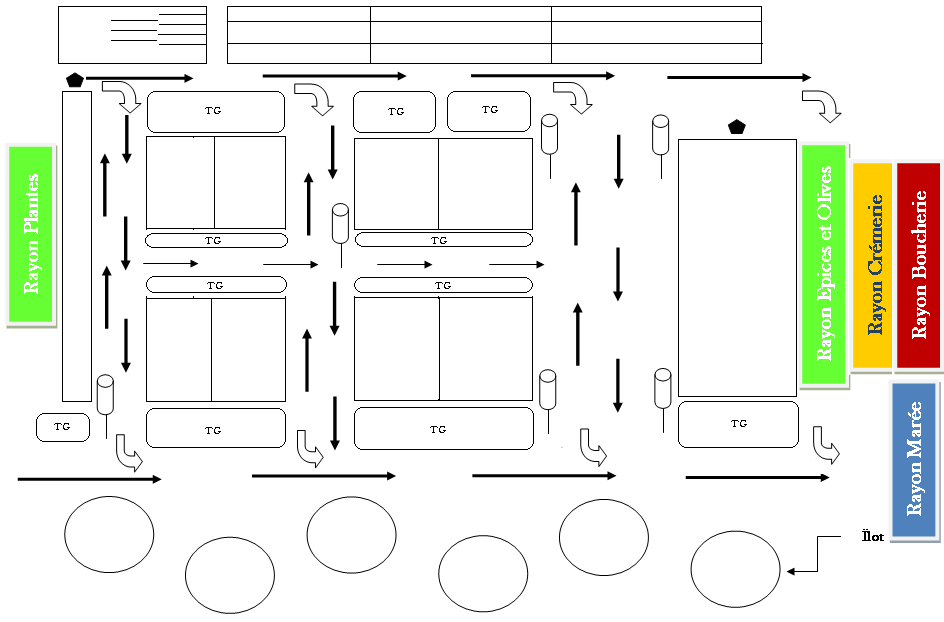 TG
TG
TG
Rayon Plantes
TG
TG
TG
TG
Rayon Epices et Olives
Rayon Crémerie
Rayon Boucherie
TG
TG
TG
TG
Rayon Marée
Ïlot